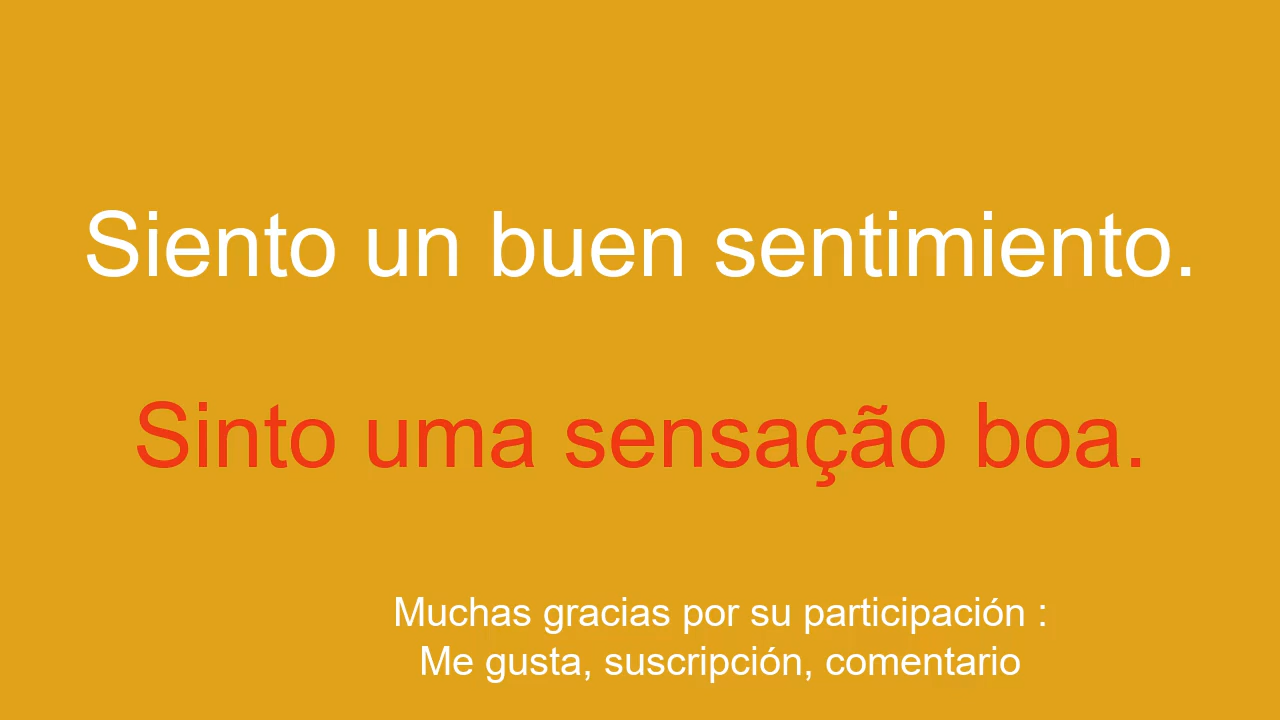 Siento un buen sentimiento.
Sinto uma sensação boa.
Muchas gracias por su participación :
Me gusta, suscripción, comentario